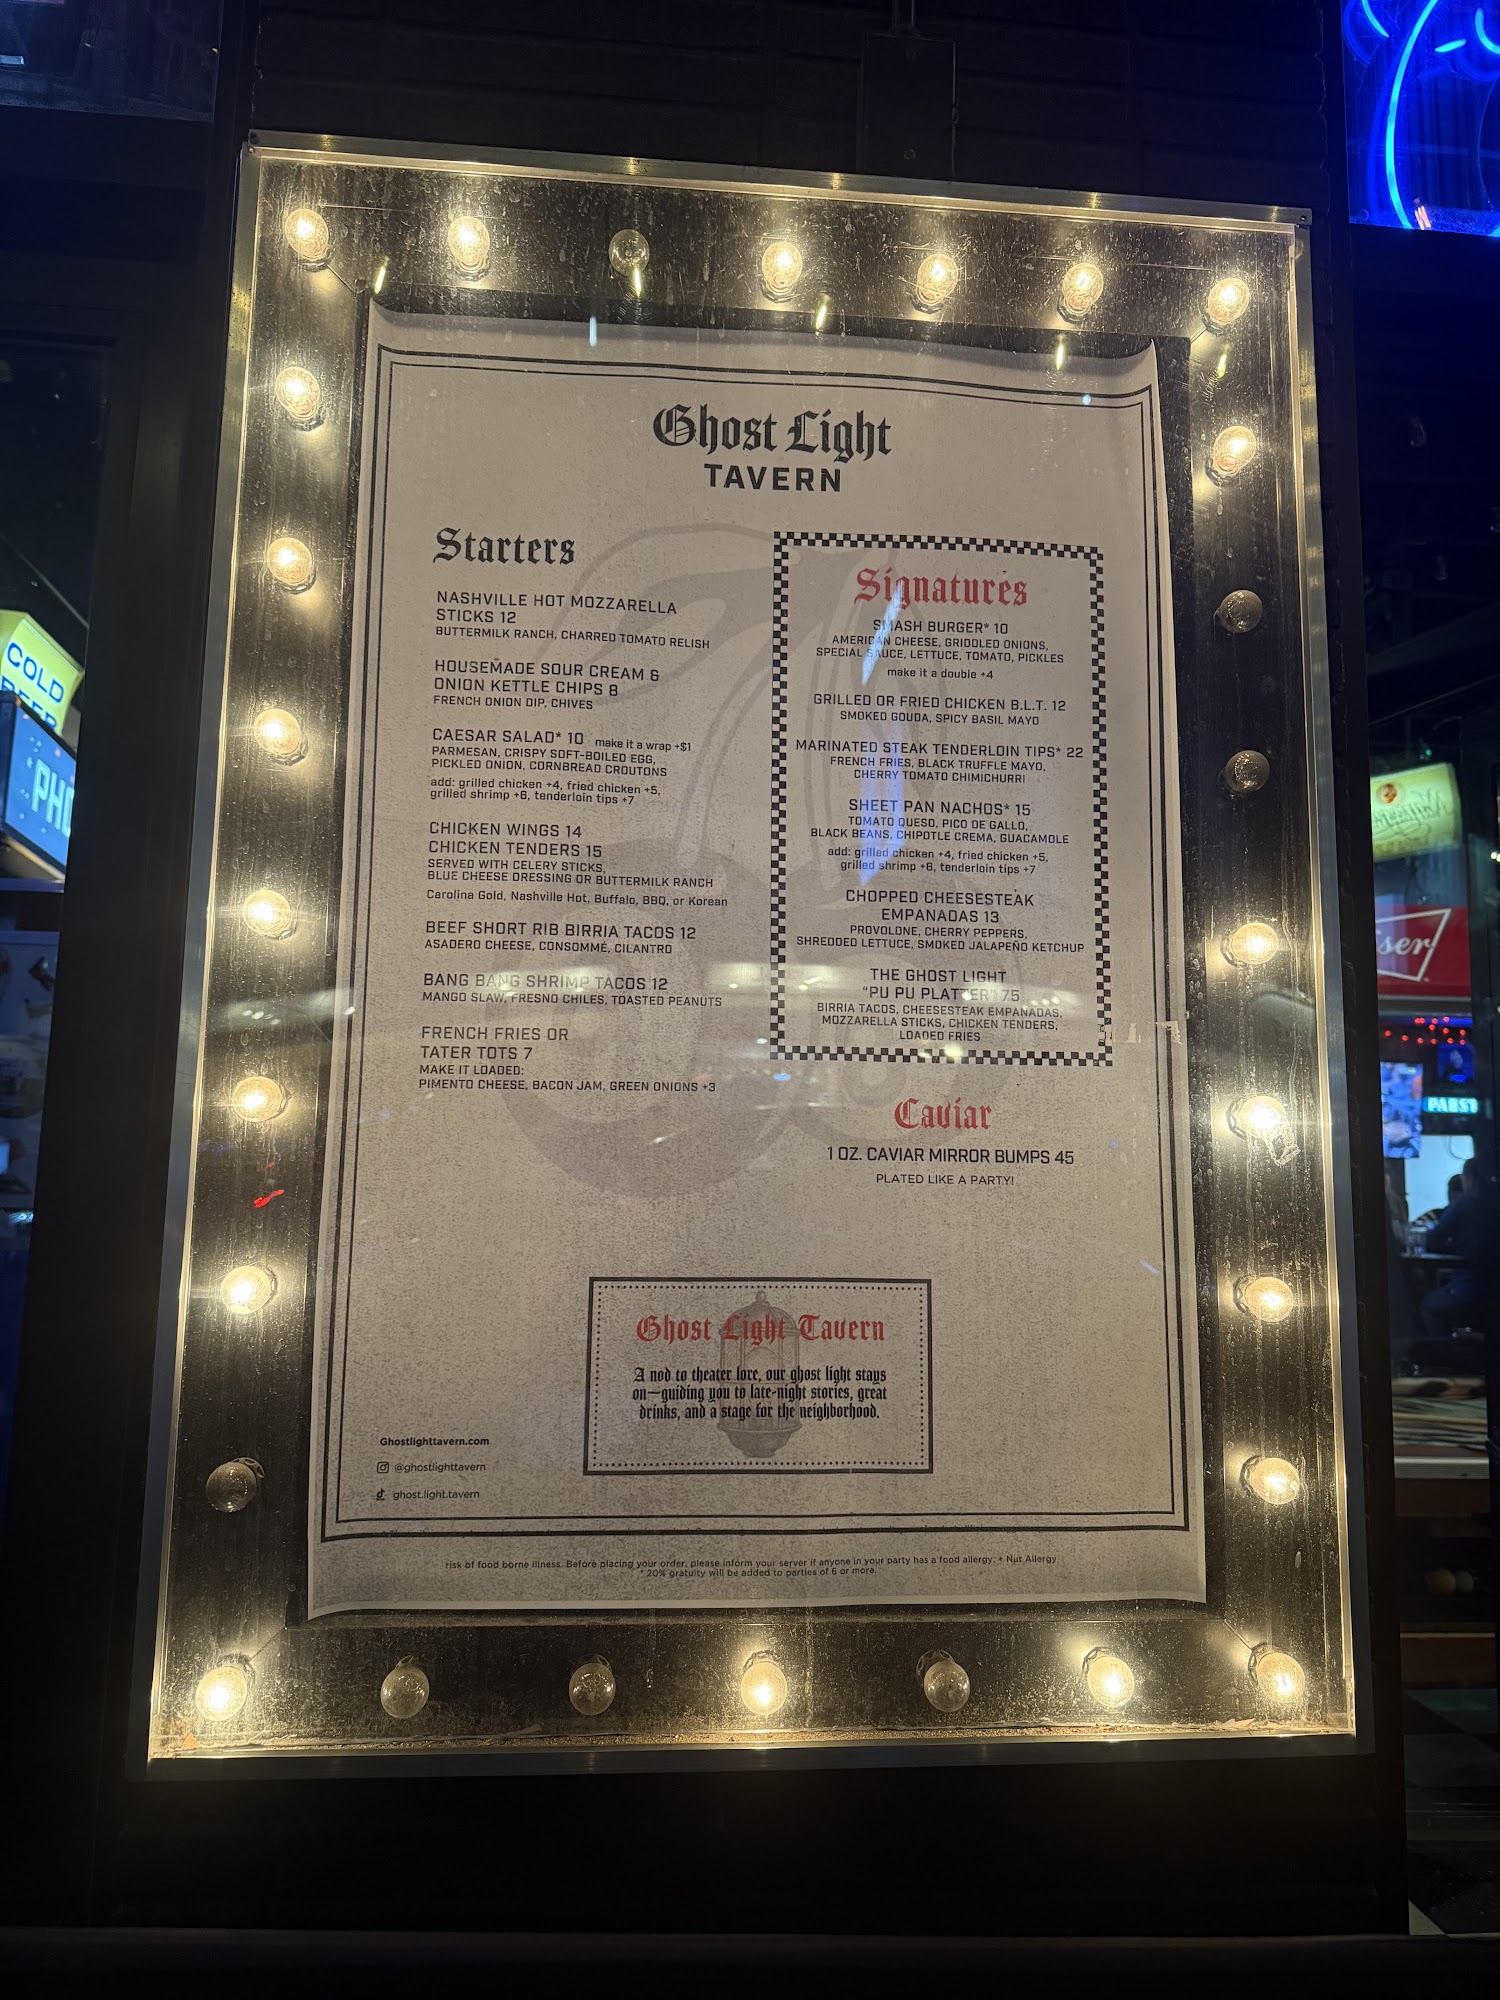 Ghost Light
TAVERN
Starters
NASHVILLE HOT MOZZARELLA
STICKS 12
BUTTERMILK RANCH, CHARRED TOMATO RELISH
HOUSEMADE SOUR CREAM &
ONION KETTLE CHIPS 8
FRENCH ONION DIP, CHIVES
CAESAR SALAD* 10 make it a wrap +$1
PARMESAN, CRISPY SOFT-BOILED EGG,
PICKLED ONION, CORNBREAD CROUTONS
add: grilled chicken +4, fried chicken +5,
grilled shrimp +6, tenderloin tips +7
CHICKEN WINGS 14
CHICKEN TENDERS 15
SERVED WITH CELERY STICKS,
BLUE CHEESE DRESSING OR BUTTERMILK RANCH
Carolina Gold, Nashville Hot, Buffalo, BBQ, or Korean
BEEF SHORT RIB BIRRIA TACOS 12
ASADERO CHEESE, CONSOMMÉ, CILANTRO
BANG BANG SHRIMP TACOS 12
MANGO SLAW, FRESNO CHILES, TOASTED PEANUTS
FRENCH FRIES OR
TATER TOTS 7
MAKE IT LOADED:
PIMENTO CHEESE, BACON JAM, GREEN ONIONS +3
Signatures
SMASH BURGER* 10
AMERICAN CHEESE, GRIDDLED ONIONS,
SPECIAL SAUCE, LETTUCE, TOMATO, PICKLES
make it a double +4
GRILLED OR FRIED CHICKEN B.L.T. 12
SMOKED GOUDA, SPICY BASIL MAYO
MARINATED STEAK TENDERLOIN TIPS* 22
FRENCH FRIES, BLACK TRUFFLE MAYO,
CHERRY TOMATO CHIMICHURRI
SHEET PAN NACHOS* 15
TOMATO QUESO, PICO DE GALLO,
BLACK BEANS, CHIPOTLE CREMA, GUACAMOLE
add: grilled chicken +4, fried chicken +5,
grilled shrimp +6, tenderloin tips +7
CHOPPED CHEESESTEAK
EMPANADAS 13
PROVOLONE, CHERRY PEPPERS,
SHREDDED LETTUCE, SMOKED JALAPEÑO KETCHUP
THE GHOST LIGHT
"PU PU PLATTER" 75
BIRRIA TACOS, CHEESESTEAK EMPANADAS,
MOZZARELLA STICKS, CHICKEN TENDERS,
LOADED FRIES
Caviar
1 OZ. CAVIAR MIRROR BUMPS 45
PLATED LIKE A PARTY!
Ghost Light Tavern
A nod to theater lore, our ghost light stays
on—guiding you to late-night stories, great
drinks, and a stage for the neighborhood.
Ghostlighttavern.com
@ghostlighttavern
ghost.light.tavern
risk of food borne illness. Before placing your order, please inform your server if anyone in your party has a food allergy. + Nut Allergy
* 20% gratuity will be added to parties of 6 or more.
COLD
BEER
PHO
ser
PABST